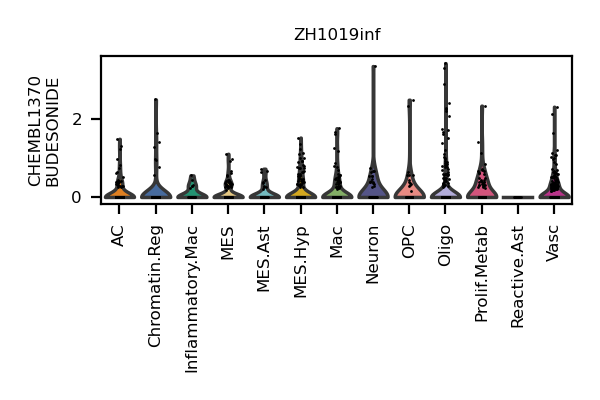 ZH1019inf
CHEMBL1370
BUDESONIDE
2
0
AC
Chromatin.Reg
Inflammatory.Mac
MES
MES.Ast
MES.Hyp
Mac
Neuron
OPC
Oligo
Prolif.Metab
Reactive.Ast
Vasc